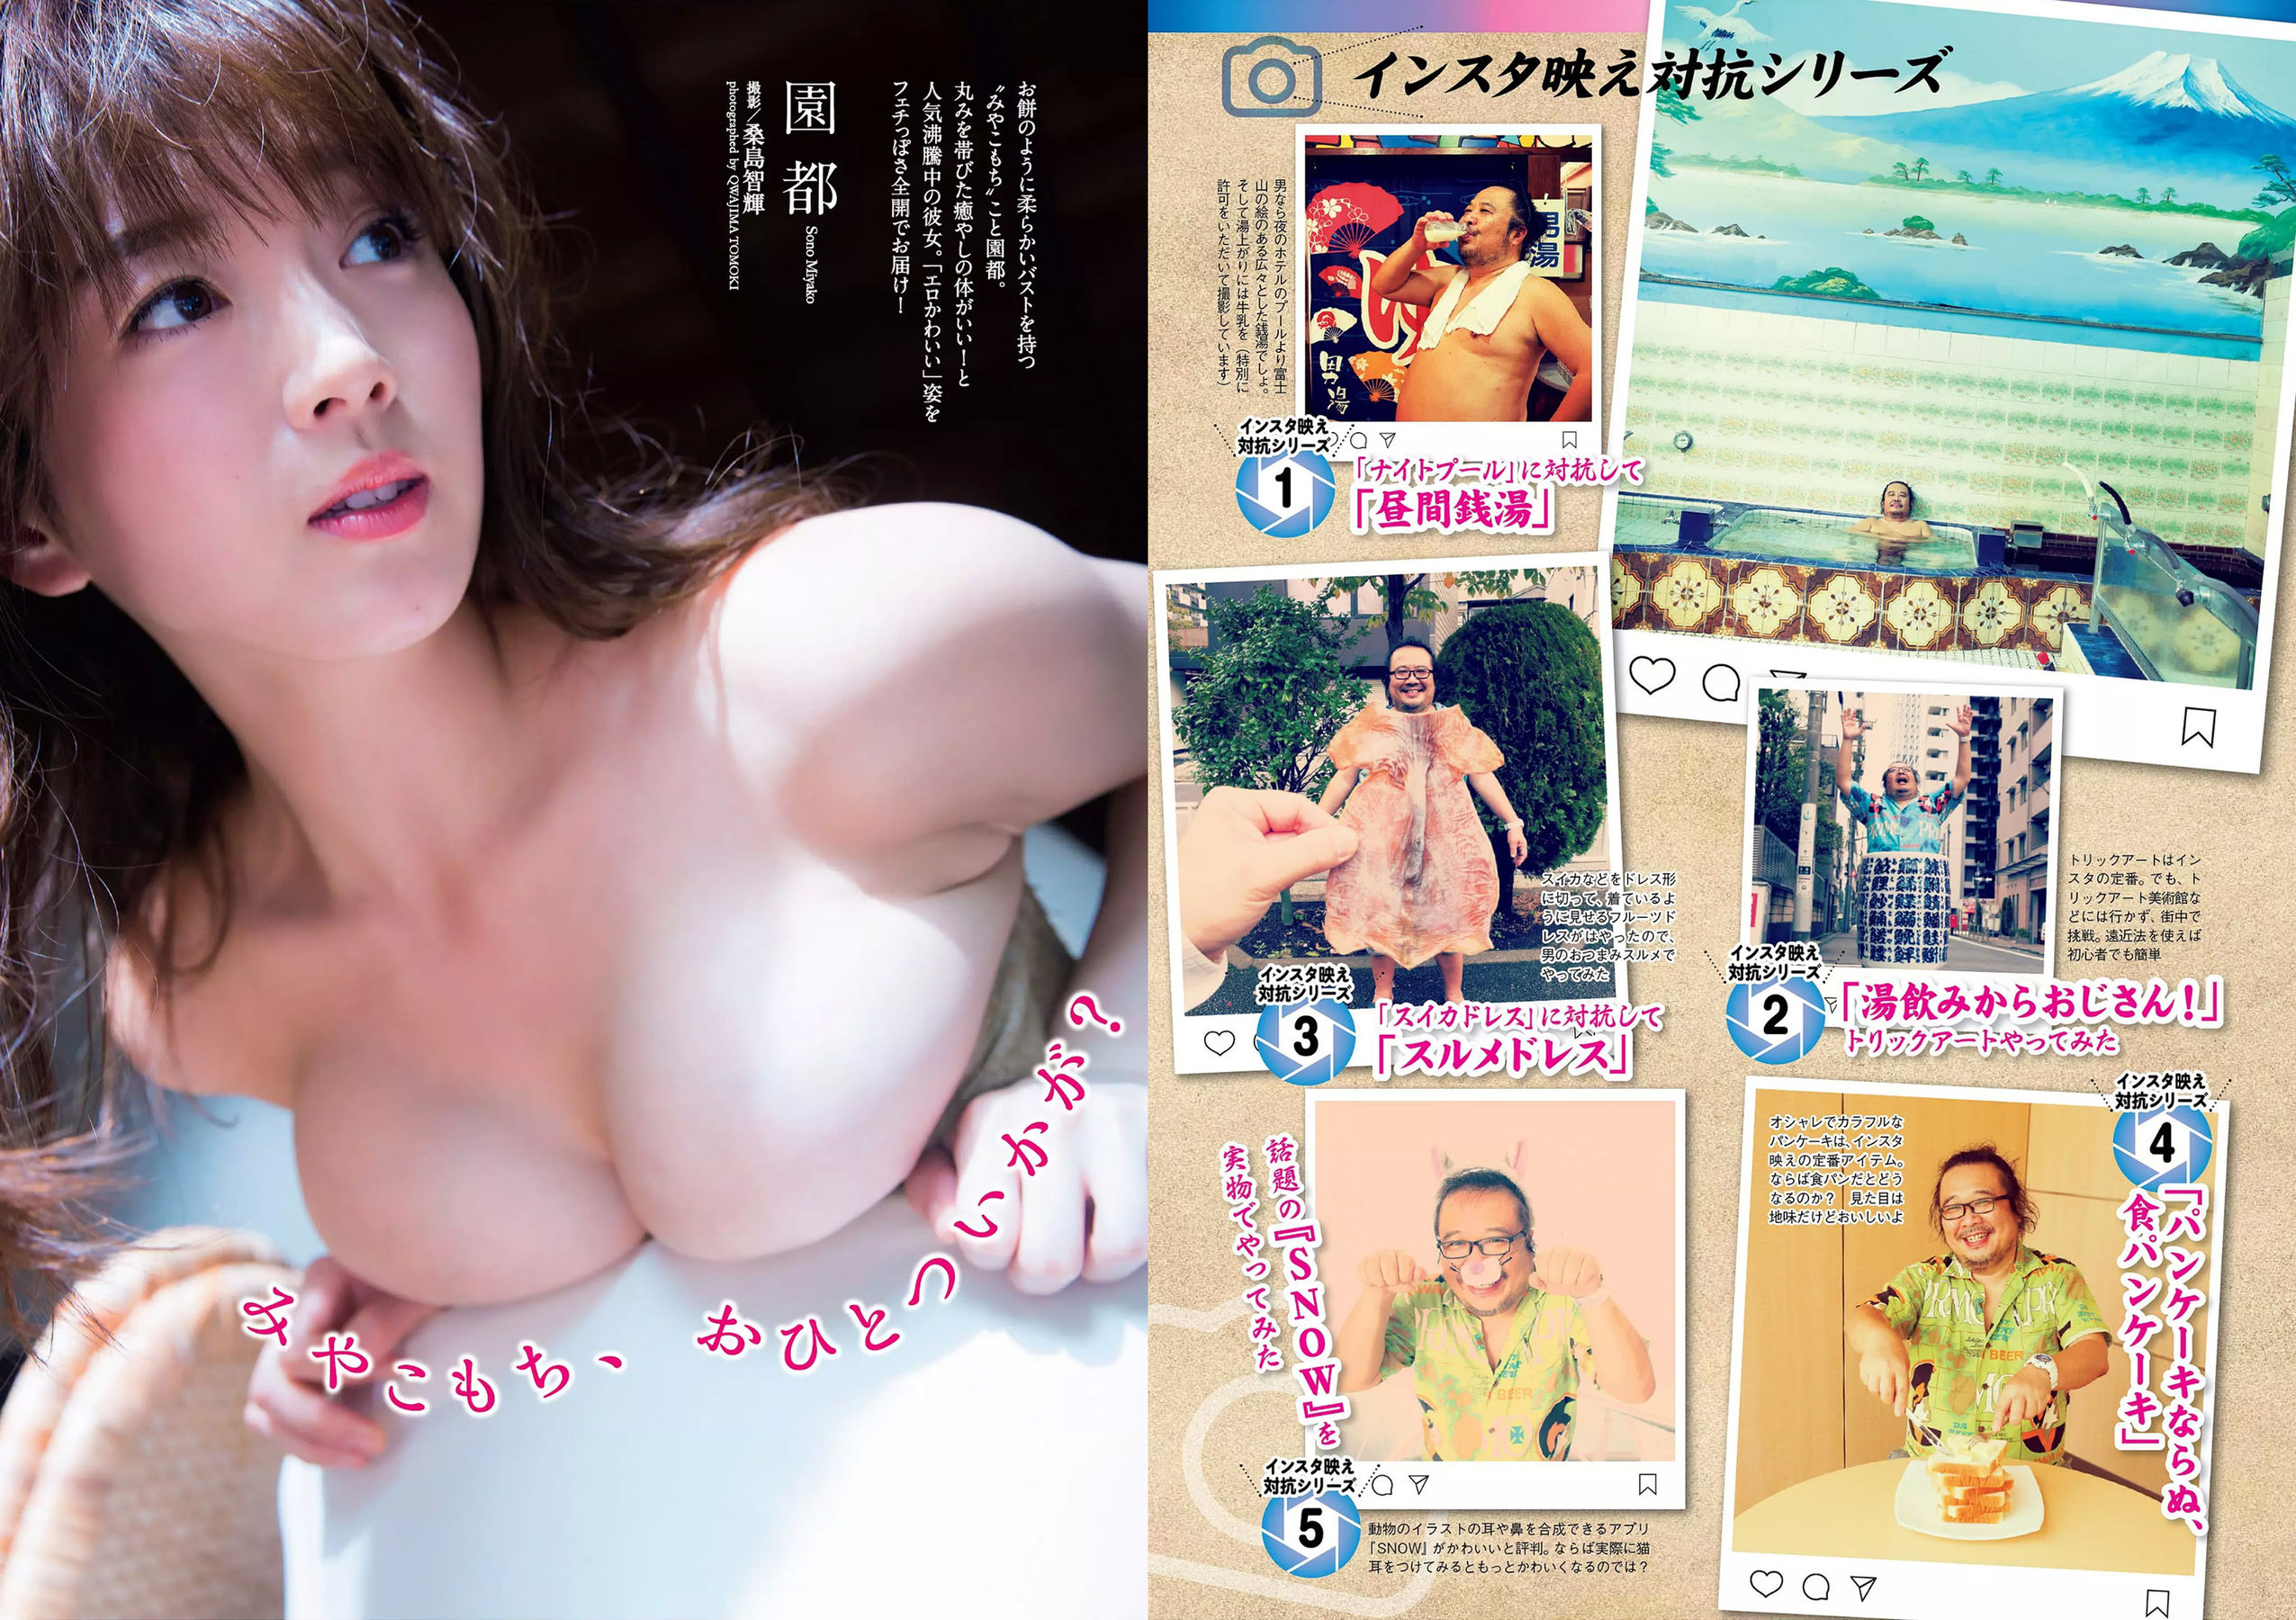 お餅のように柔らかいバストを持つ
〝みやこもち〟こと園都。
丸みを帯びた癒やしの体がいい!と
人気沸騰中の彼女。「エロかわいい」姿を
フェチっぽさ全開でお届け!
園都
Sono Miyako
撮影/桑島智輝
photographed by QWAJIMA TOMOKI
みやこもち、おひとついかが?
インスタ映え対抗シリーズ
男なら夜のホテルのプールより富士
山の絵のある広々とした銭湯でしょ。
そして湯上がりには牛乳を(特別に
許可をいただいて撮影しています)
男湯
男湯
インスタ映え
対抗シリーズ
1
「ナイトプール」に対抗して
「昼間銭湯」
トリックアートはイン
スタの定番。でも、ト
リックアート美術館な
どには行かず、街中で
挑戦。遠近法を使えば
初心者でも簡単
インスタ映え
対抗シリーズ
2
「湯飲みからおじさん!」
トリックアートやってみた
スイカなどをドレス形
に切って、着ているよ
うに見せるフルーツド
レスがはやったので、
男のおつまみスルメで
やってみた
インスタ映え
対抗シリーズ
3
「スイカドレス」に対抗して
「スルメドレス」
インスタ映え
対抗シリーズ
4
「パンケーキならぬ、
食パンケーキ」
オシャレでカラフルな
パンケーキは、インスタ
映えの定番アイテム。
ならば食パンだとどう
なるのか? 見た目は
地味だけどおいしいよ
BEER
話題の『SNOW』を
実物でやってみた
BEER
インスタ映え
対抗シリーズ
5
動物のイラストの耳や鼻を合成できるアプリ
『SNOW』がかわいいと評判。ならば実際に猫
耳をつけてみるともっとかわいくなるのでは?